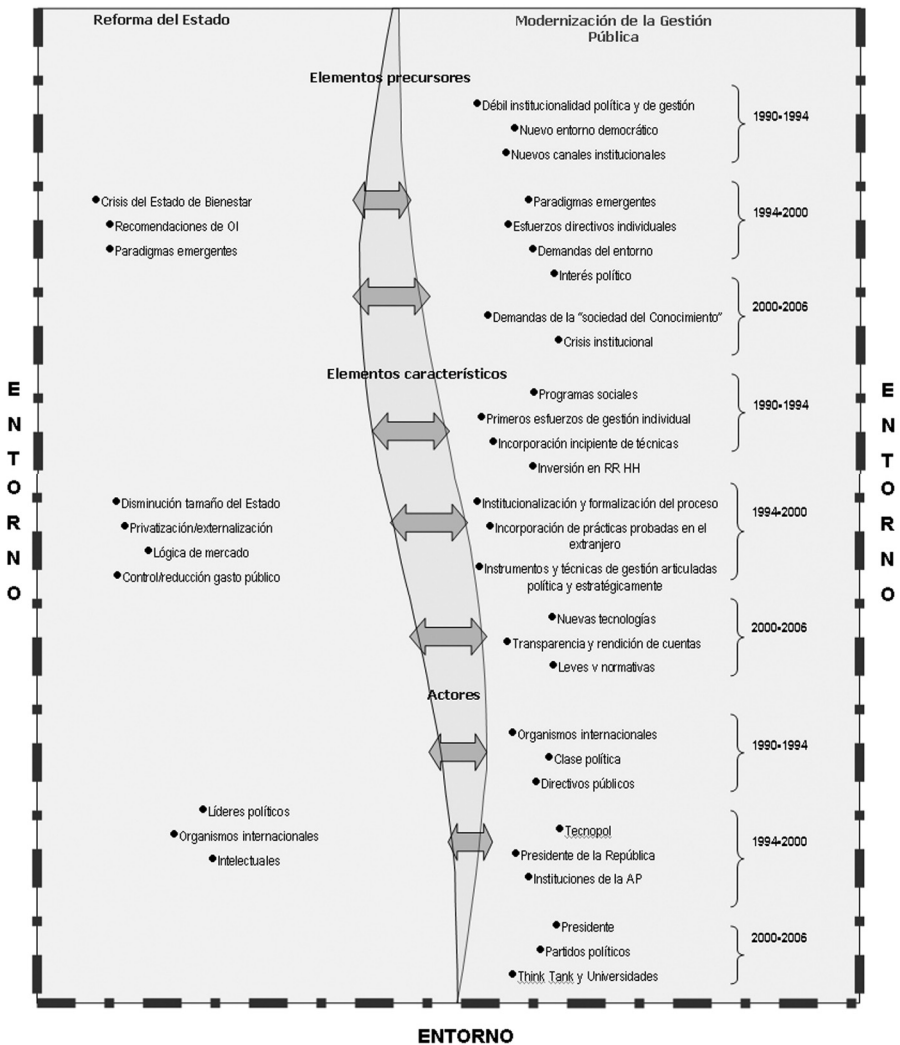 Reforma del Estado
Modernización de la Gestión
Pública
Elementos precursores
Débil institucionalidad política y de gestión
Nuevo entorno democrático
Nuevos canales institucionales
1990-1994
Crisis del Estado de Bienestar
Recomendaciones de OI
Paradigmas emergentes
Paradigmas emergentes
Esfuerzos directivos individuales
Demandas del entorno
Interés político
1994-2000
Demandas de la “sociedad del Conocimiento”
Crisis institucional
2000-2006
Elementos característicos
Programas sociales
Primeros esfuerzos de gestión individual
Incorporación incipiente de técnicas
Inversión en RR HH
1990-1994
Disminución tamaño del Estado
Privatización/externalización
Lógica de mercado
Control/reducción gasto público
Institucionalización y formalización del proceso
Incorporación de prácticas probadas en el
extranjero
Instrumentos y técnicas de gestión articuladas
política y estratégicamente
1994-2000
Nuevas tecnologías
Transparencia y rendición de cuentas
Leves v normativas
2000-2006
Actores
Organismos internacionales
Clase política
Directivos públicos
1990-1994
Líderes políticos
Organismos internacionales
Intelectuales
Tecnopol
Presidente de la República
Instituciones de la AP
1994-2000
Presidente
Partidos políticos
Think Tank y Universidades
2000-2006
ENTORNO
ENTORNO
ENTORNO